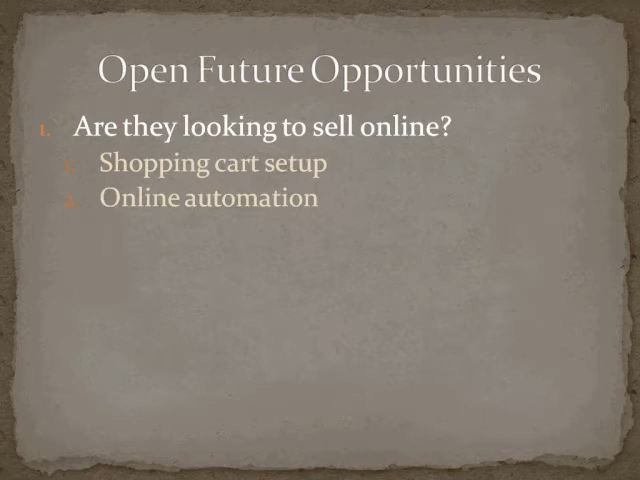 Open Future Opportunities
1. Are they looking to sell online?
1. Shopping cart setup
2. Online automation